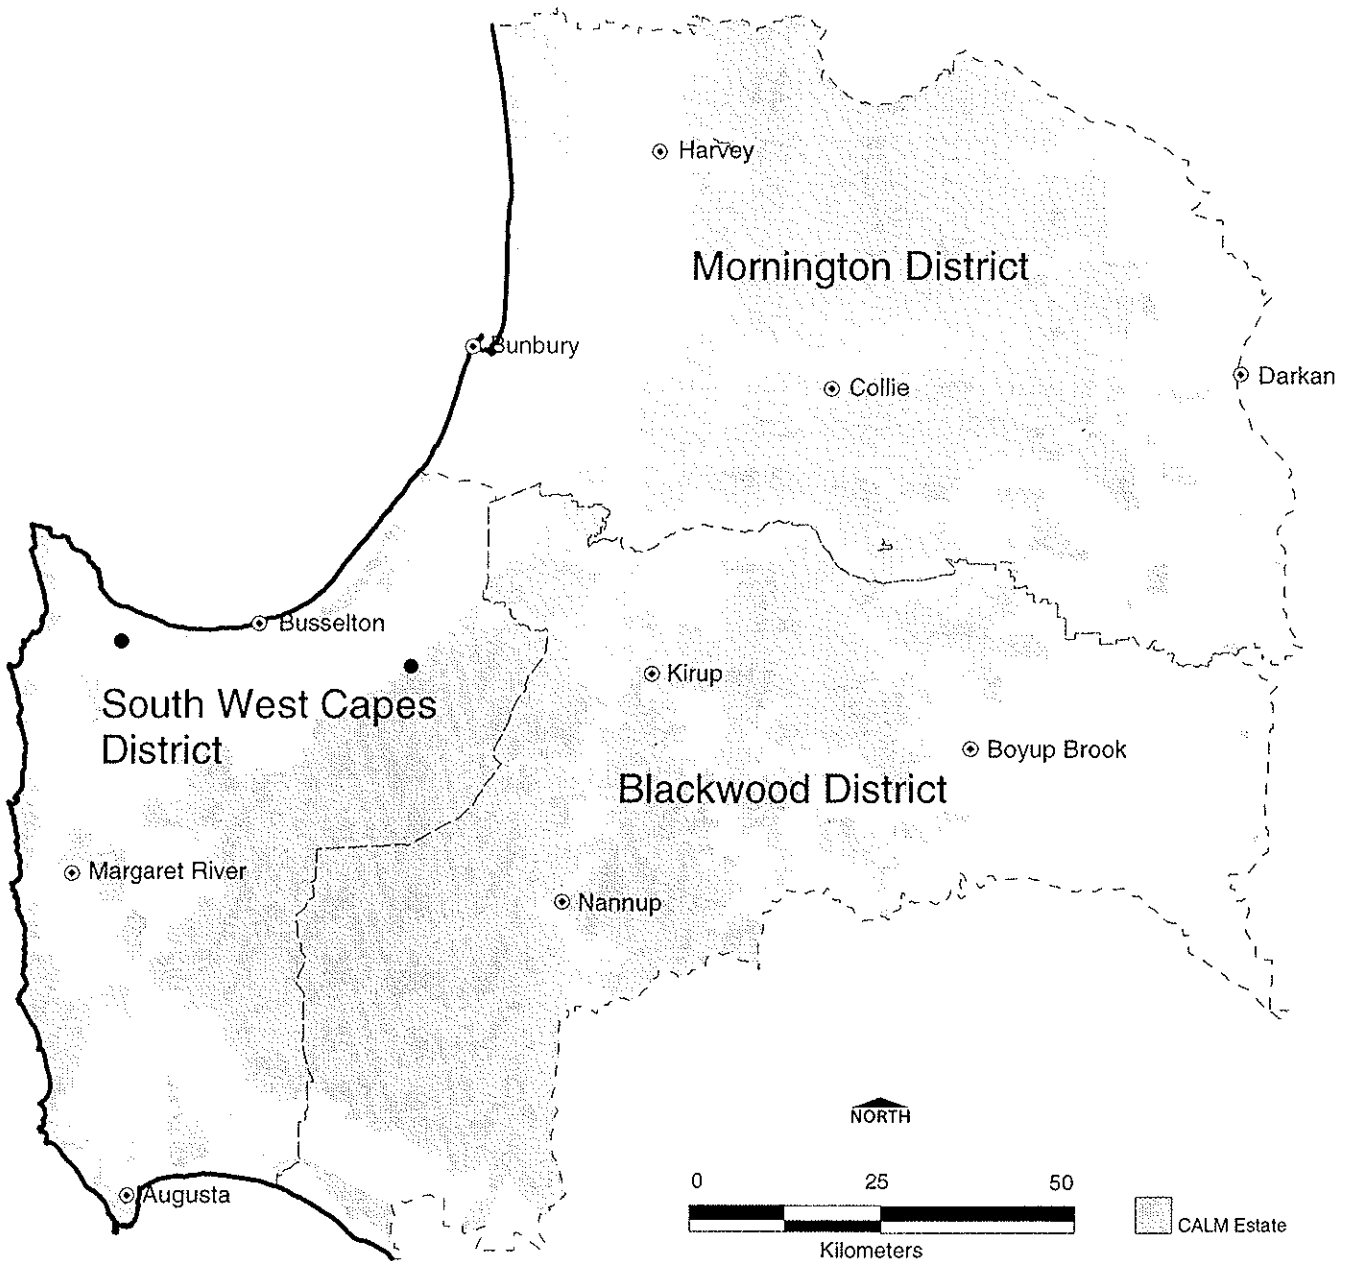 Harvey
Mornington District
Bunbury
Collie
Darkan
Busselton
Kirup
South West Capes
District
Boyup Brook
Blackwood District
Margaret River
Nannup
NORTH
0 25 50
Augusta
CALM Estate
Kilometers